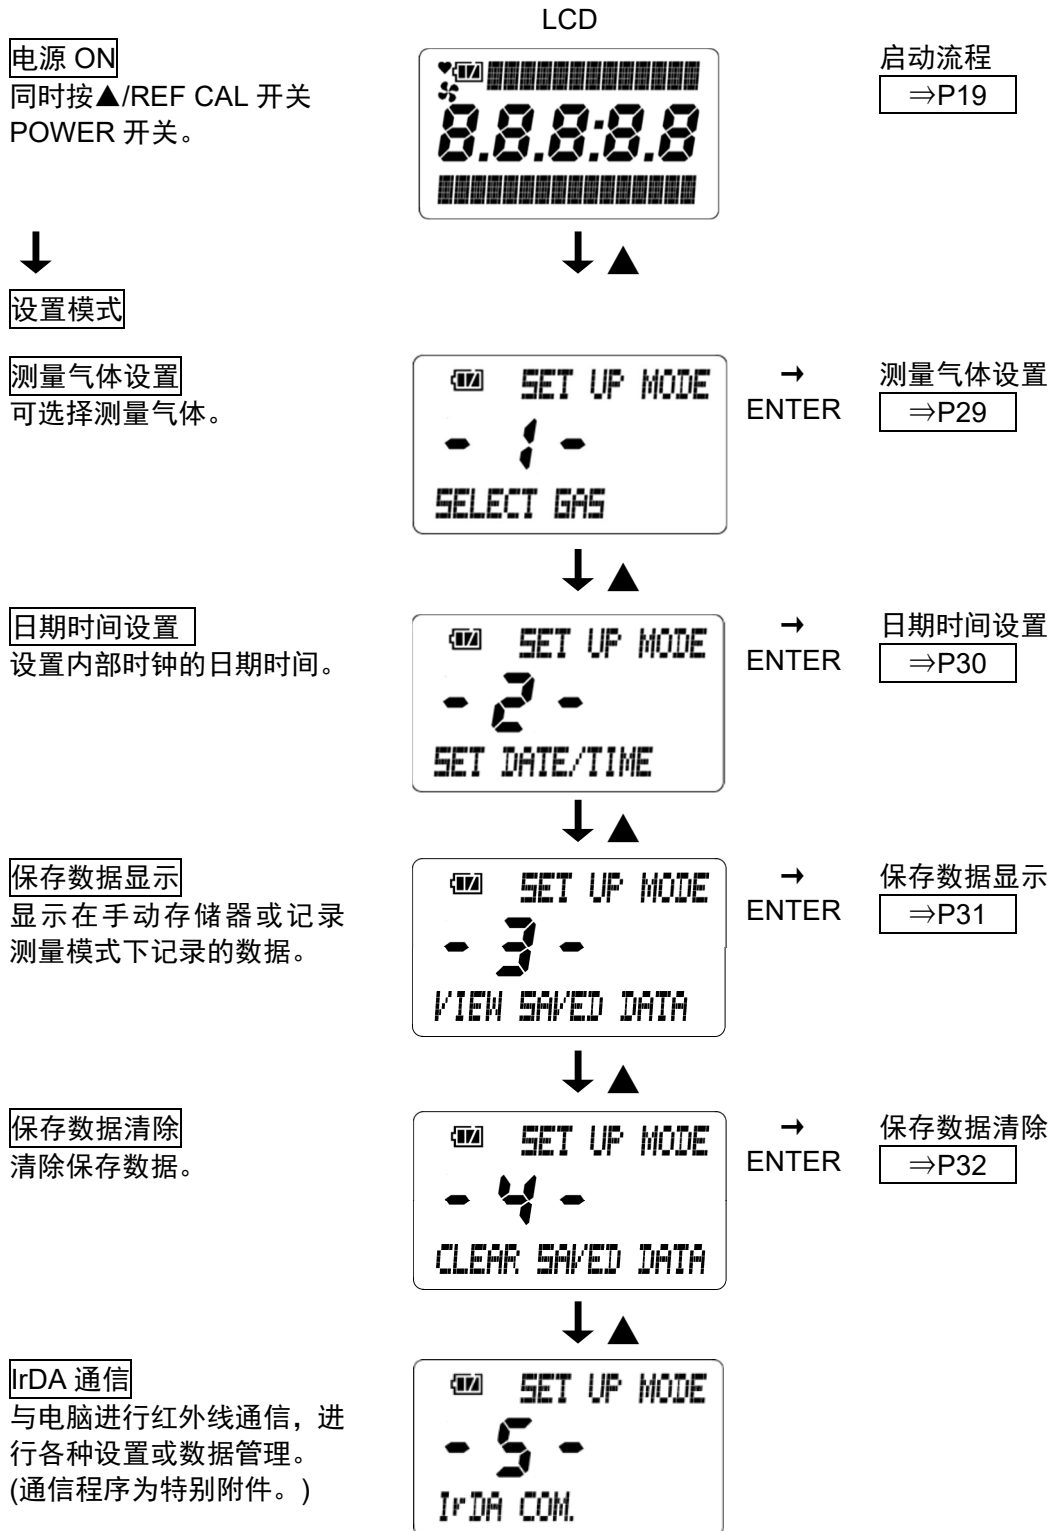 LCD
电源 ON
同时按▲/REF CAL 开关
POWER 开关。
8.8.8:8.8
启动流程
⇒P19
↓
↓ ▲
设置模式
测量气体设置
可选择测量气体。
SET UP MODE
- 1 -
SELECT GAS
→
ENTER
测量气体设置
⇒P29
↓ ▲
日期时间设置
设置内部时钟的日期时间。
SET UP MODE
- 2 -
SET DATE/TIME
→
ENTER
日期时间设置
⇒P30
↓ ▲
保存数据显示
显示在手动存储器或记录
测量模式下记录的数据。
SET UP MODE
- 3 -
VIEW SAVED DATA
→
ENTER
保存数据显示
⇒P31
↓ ▲
保存数据清除
清除保存数据。
SET UP MODE
- 4 -
CLEAR SAVED DATA
→
ENTER
保存数据清除
⇒P32
↓ ▲
IrDA 通信
与电脑进行红外线通信，进
行各种设置或数据管理。
(通信程序为特别附件。)
SET UP MODE
- 5 -
IrDA COM.